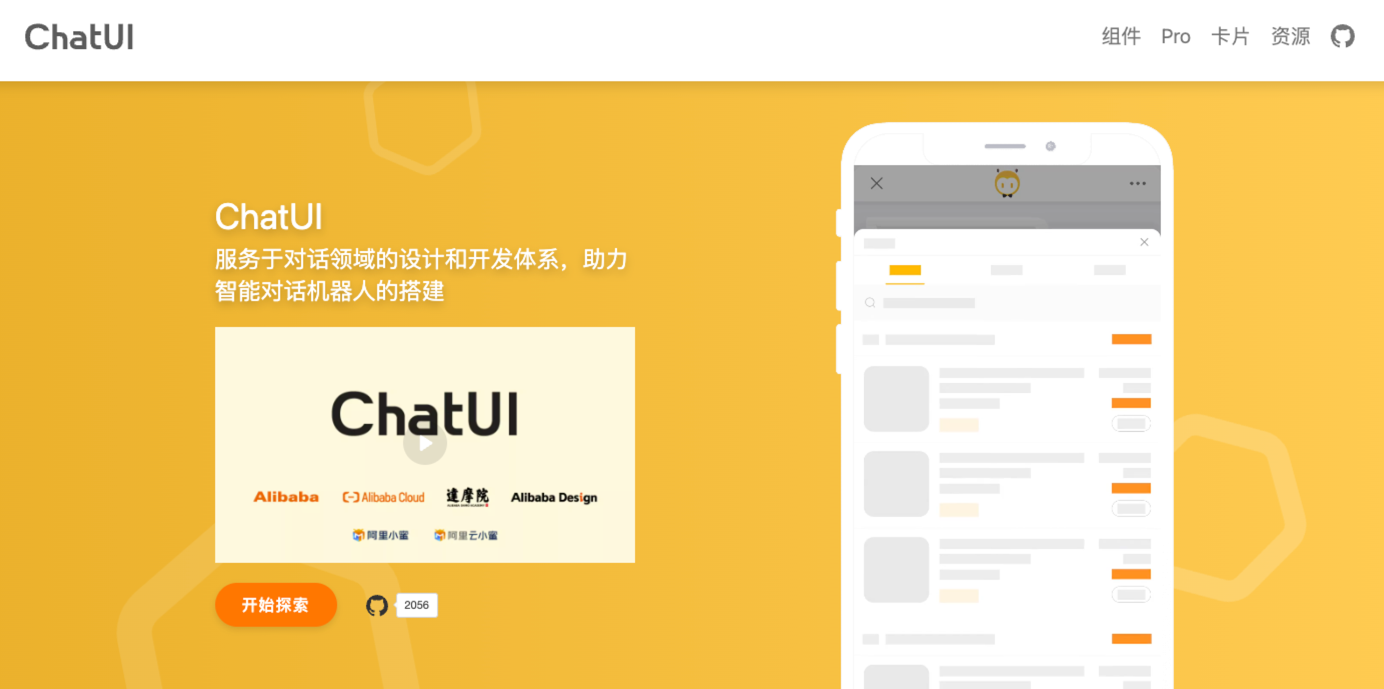 ChatUI
组件 Pro 卡片 资源
ChatUI
服务于对话领域的设计和开发体系，助力
智能对话机器人的搭建
ChatUI
Alibaba Alibaba Cloud 達摩院 Alibaba Design
阿里小蜜 阿里云小蜜
开始探索 2056